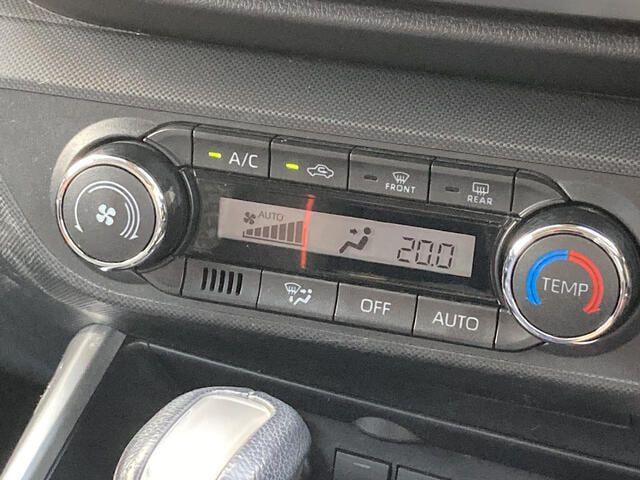 A/C
FRONT
REAR
AUTO
20.0
TEMP
OFF
AUTO